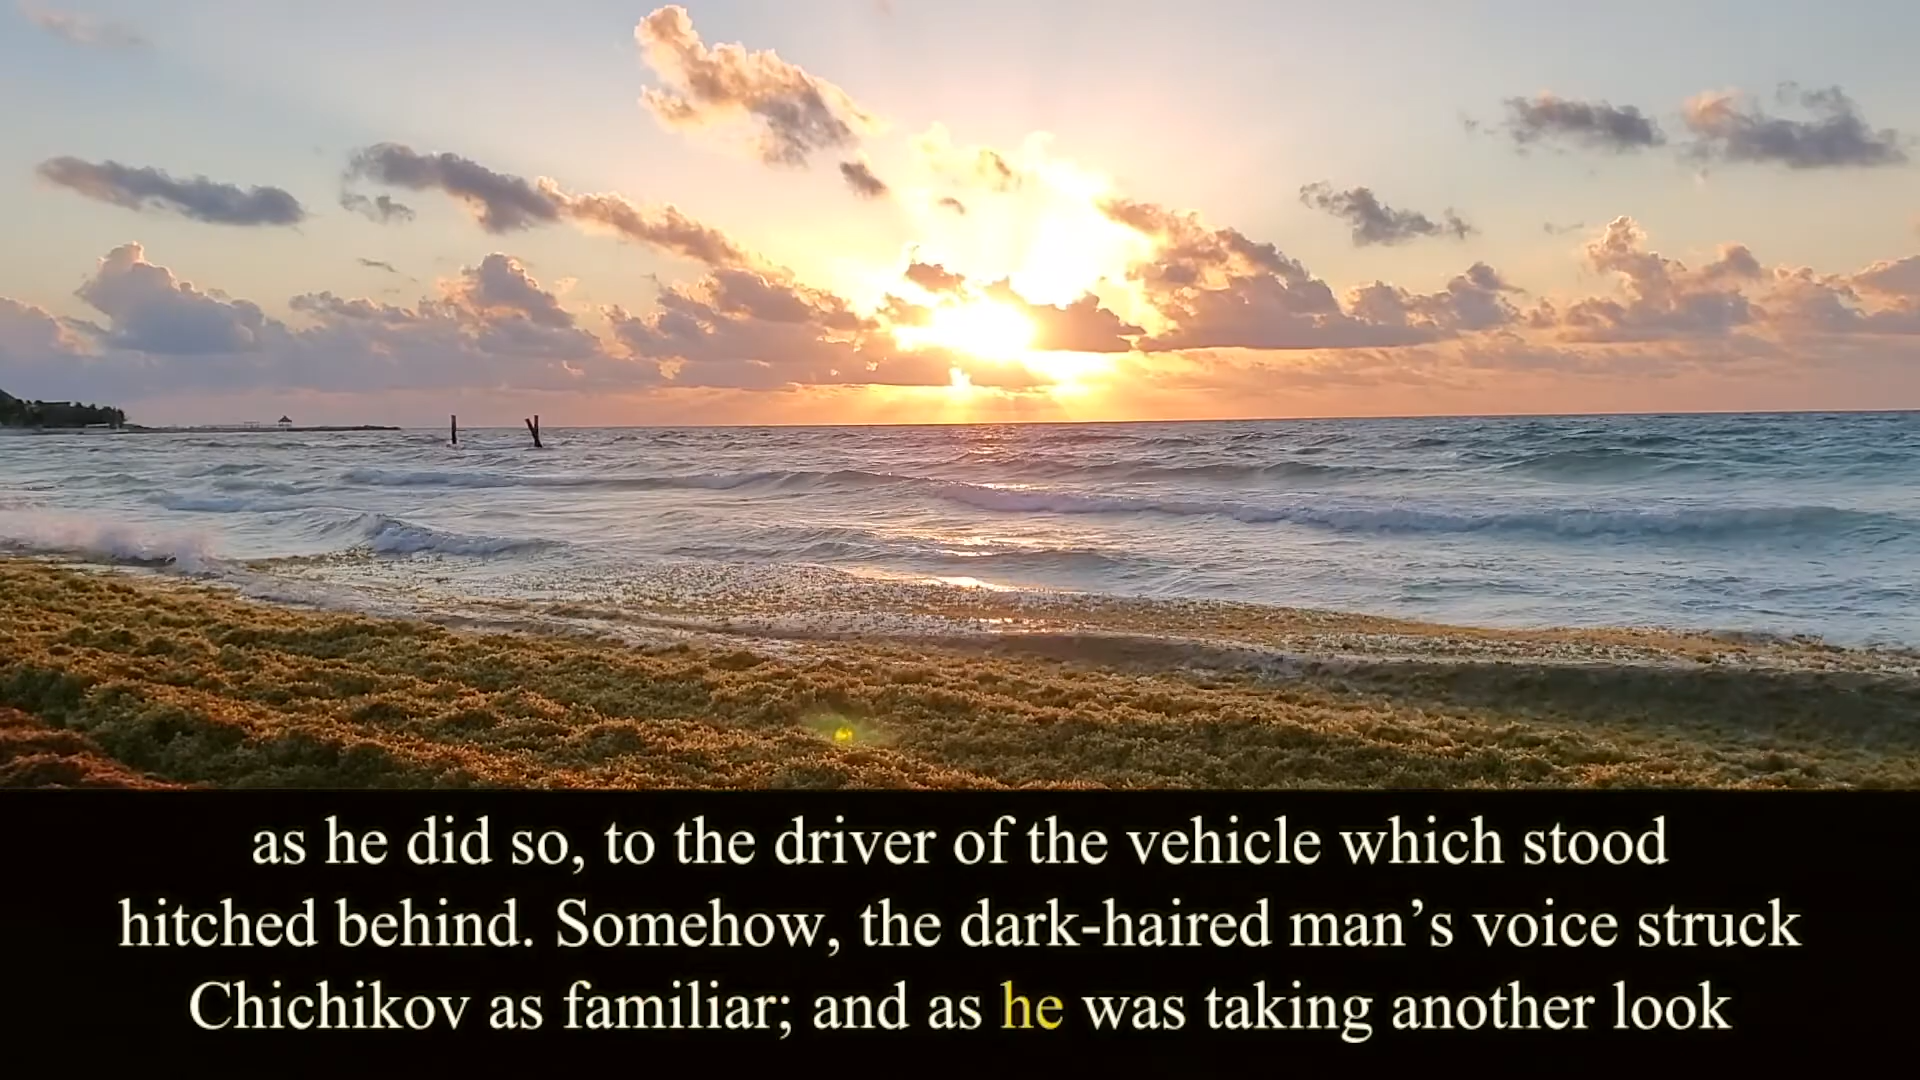 as he did so, to the driver of the vehicle which stood
hitched behind. Somehow, the dark-haired man’s voice struck
Chichikov as familiar; and as he was taking another look